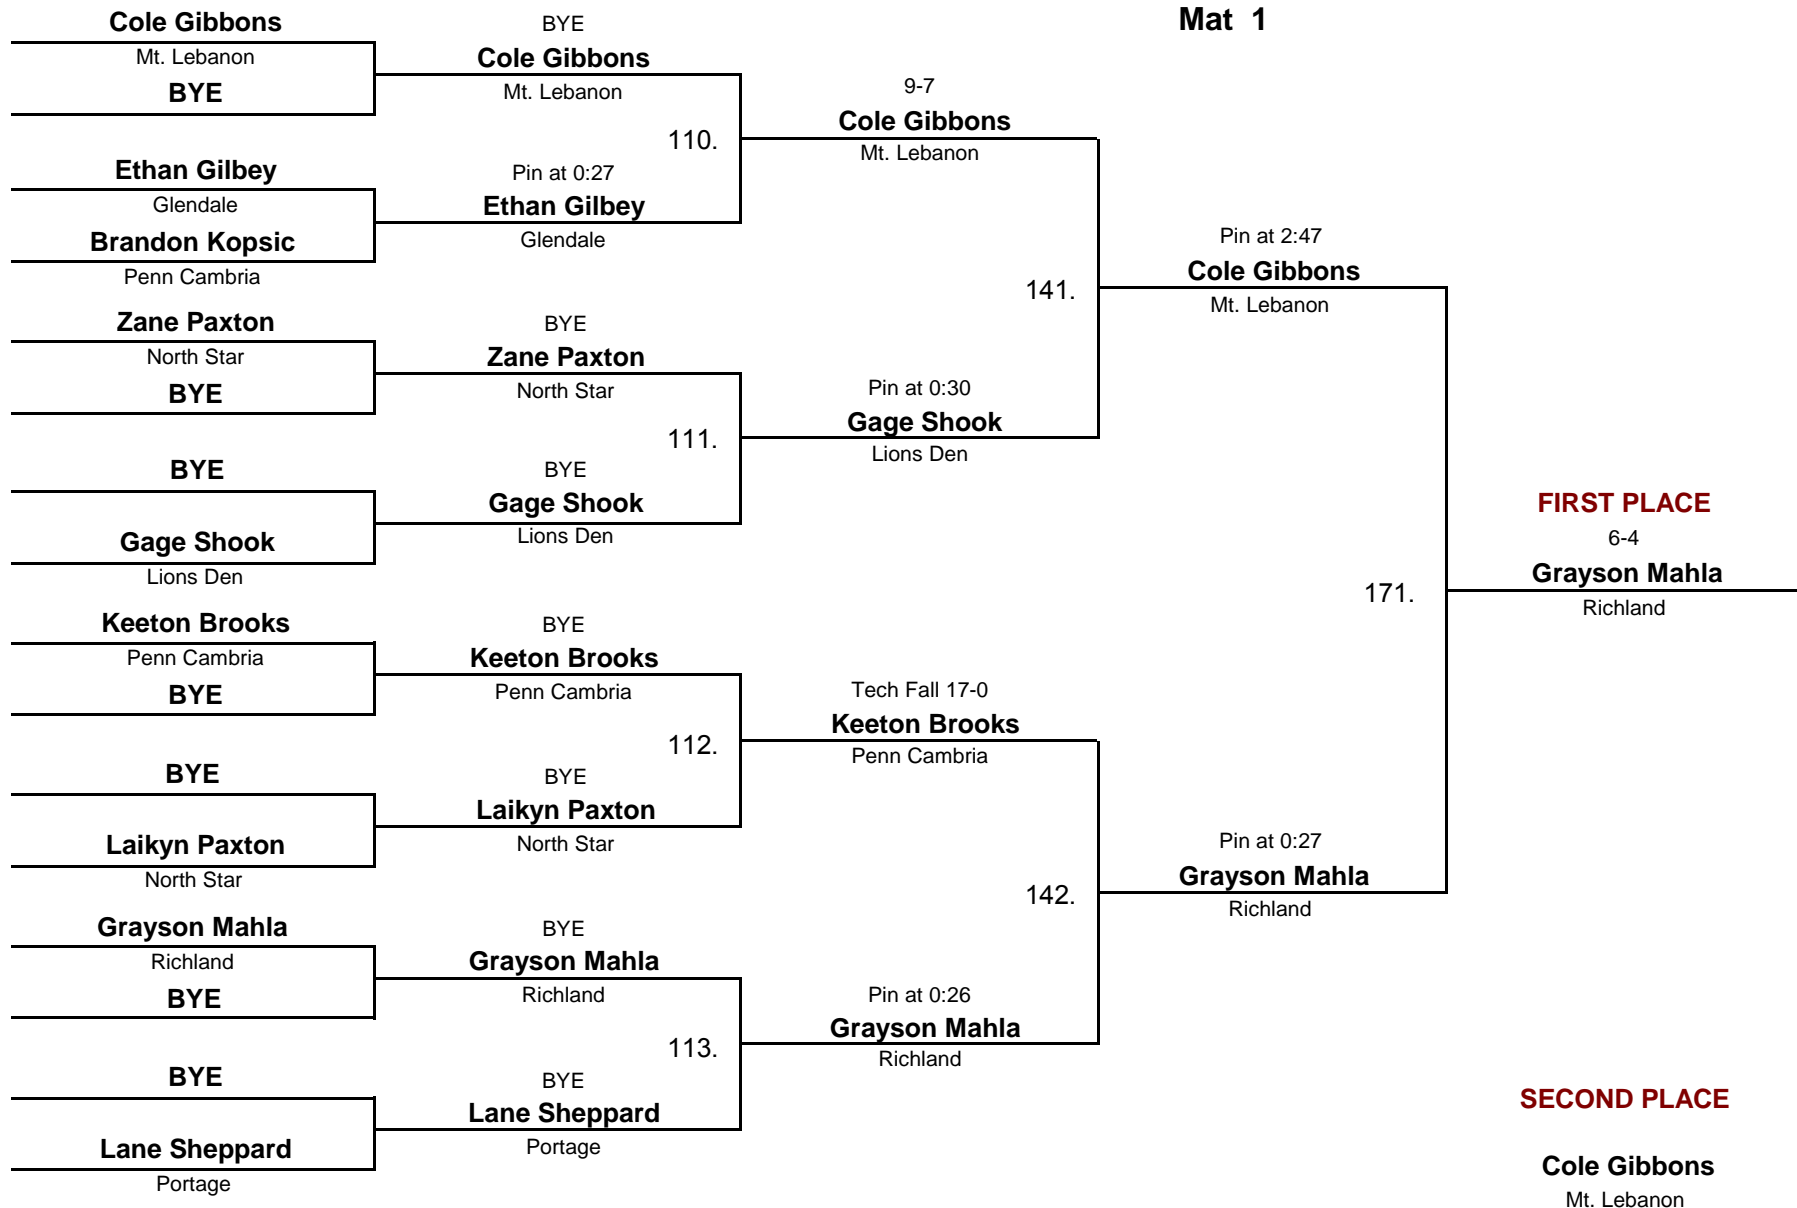 Mat 1
Cole Gibbons
Mt. Lebanon
BYE
Ethan Gilbey
Glendale
Brandon Kopsic
Penn Cambria
Zane Paxton
North Star
BYE
BYE
Gage Shook
Lions Den
Keeton Brooks
Penn Cambria
BYE
BYE
Laikyn Paxton
North Star
Grayson Mahla
Richland
BYE
BYE
Lane Sheppard
Portage
BYE
Cole Gibbons
Mt. Lebanon
110.
Pin at 0:27
Ethan Gilbey
Glendale
BYE
Zane Paxton
North Star
111.
BYE
Gage Shook
Lions Den
BYE
Keeton Brooks
Penn Cambria
112.
BYE
Laikyn Paxton
North Star
BYE
Grayson Mahla
Richland
113.
BYE
Lane Sheppard
Portage
9-7
Cole Gibbons
Mt. Lebanon
141.
Pin at 0:30
Gage Shook
Lions Den
Tech Fall 17-0
Keeton Brooks
Penn Cambria
142.
Pin at 0:26
Grayson Mahla
Richland
Pin at 2:47
Cole Gibbons
Mt. Lebanon
171.
Pin at 0:27
Grayson Mahla
Richland
FIRST PLACE
6-4
Grayson Mahla
Richland
SECOND PLACE
Cole Gibbons
Mt. Lebanon